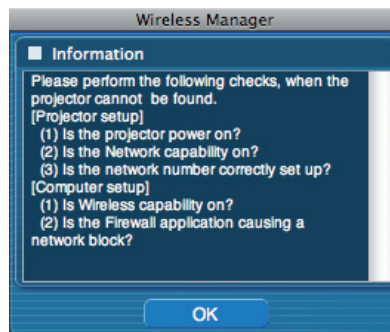 Wireless Manager
Information
Please perform the following checks, when the
projector cannot be found.
[Projector setup]
(1) Is the projector power on?
(2) Is the Network capability on?
(3) Is the network number correctly set up?
[Computer setup]
(1) Is Wireless capability on?
(2) Is the Firewall application causing a
network block?
OK